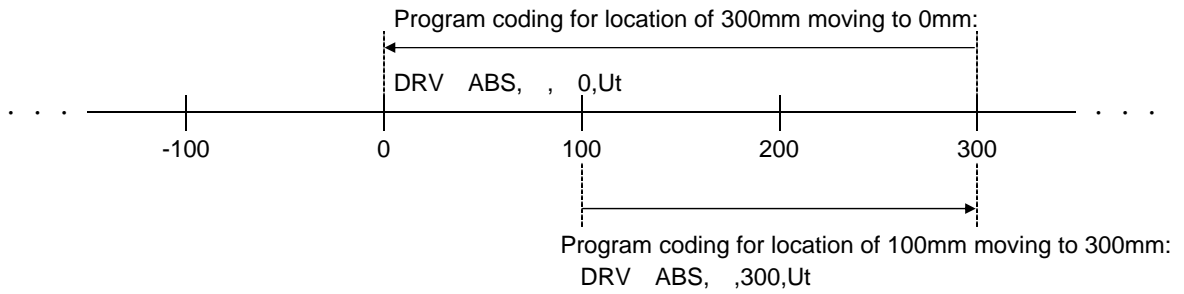 Program coding for location of 300mm moving to 0mm:
DRV ABS, , 0,Ut
. . . . . .
-100 0 100 200 300
Program coding for location of 100mm moving to 300mm:
DRV ABS, ,300,Ut